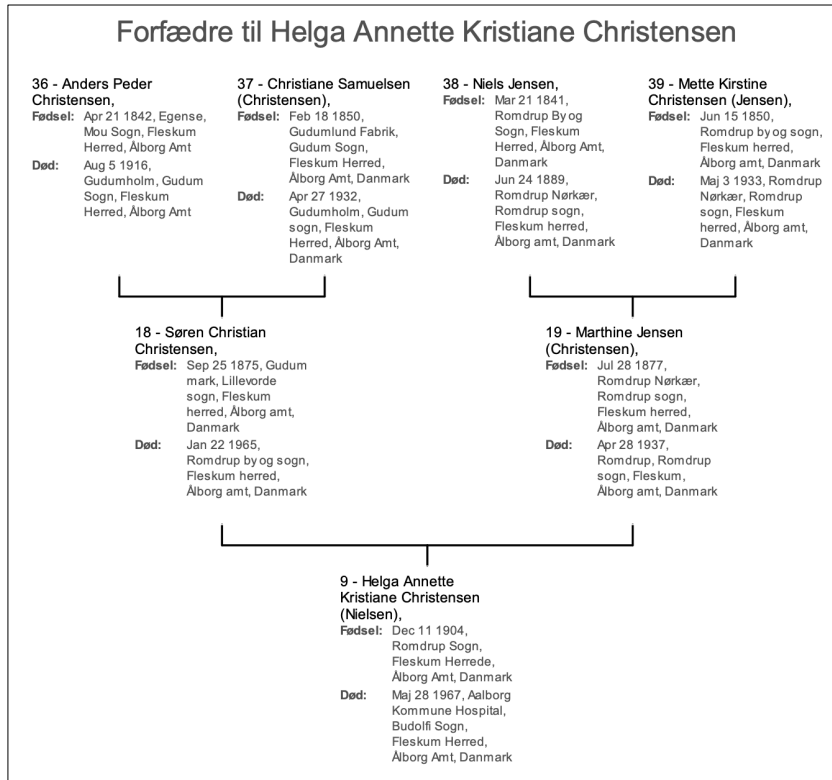 Forfædre til Helga Annette Kristiane Christensen
36 - Anders Peder
Christensen,
Fødsel: Apr 21 1842, Egense,
Mou Sogn, Fleskum
Herred, Ålborg Amt
Død: Aug 5 1916,
Gudumholm, Gudum
Sogn, Fleskum
Herred, Ålborg Amt
37 - Christiane Samuelsen
(Christensen),
Fødsel: Feb 18 1850,
Gudumlund Fabrik,
Gudum Sogn,
Fleskum Herred,
Ålborg Amt, Danmark
Død: Apr 27 1932,
Gudumholm, Gudum
sogn, Fleskum
Herred, Ålborg Amt,
Danmark
38 - Niels Jensen,
Fødsel: Mar 21 1841,
Romdrup By og
Sogn, Fleskum
Herred, Ålborg Amt,
Danmark
Død: Jun 24 1889,
Romdrup Nørkær,
Romdrup sogn,
Fleskum herred,
Ålborg amt, Danmark
39 - Mette Kirstine
Christensen (Jensen),
Fødsel: Jun 15 1850,
Romdrup by og sogn,
Fleskum herred,
Ålborg amt, Danmark
Død: Maj 3 1933, Romdrup
Nørkær, Romdrup
sogn, Fleskum
herred, Ålborg amt,
Danmark
18 - Søren Christian
Christensen,
Fødsel: Sep 25 1875, Gudum
mark, Lillevorde
sogn, Fleskum
herred, Ålborg amt,
Danmark
Død: Jan 22 1965,
Romdrup by og sogn,
Fleskum herred,
Ålborg amt, Danmark
19 - Marthine Jensen
(Christensen),
Fødsel: Jul 28 1877,
Romdrup Nørkær,
Romdrup sogn,
Fleskum herred,
Ålborg amt, Danmark
Død: Apr 28 1937,
Romdrup, Romdrup
sogn, Fleskum,
Ålborg amt, Danmark
9 - Helga Annette
Kristiane Christensen
(Nielsen),
Fødsel: Dec 11 1904,
Romdrup Sogn,
Fleskum Herrede,
Ålborg Amt, Danmark
Død: Maj 28 1967, Aalborg
Kommune Hospital,
Budolfi Sogn,
Fleskum Herred,
Ålborg Amt, Danmark